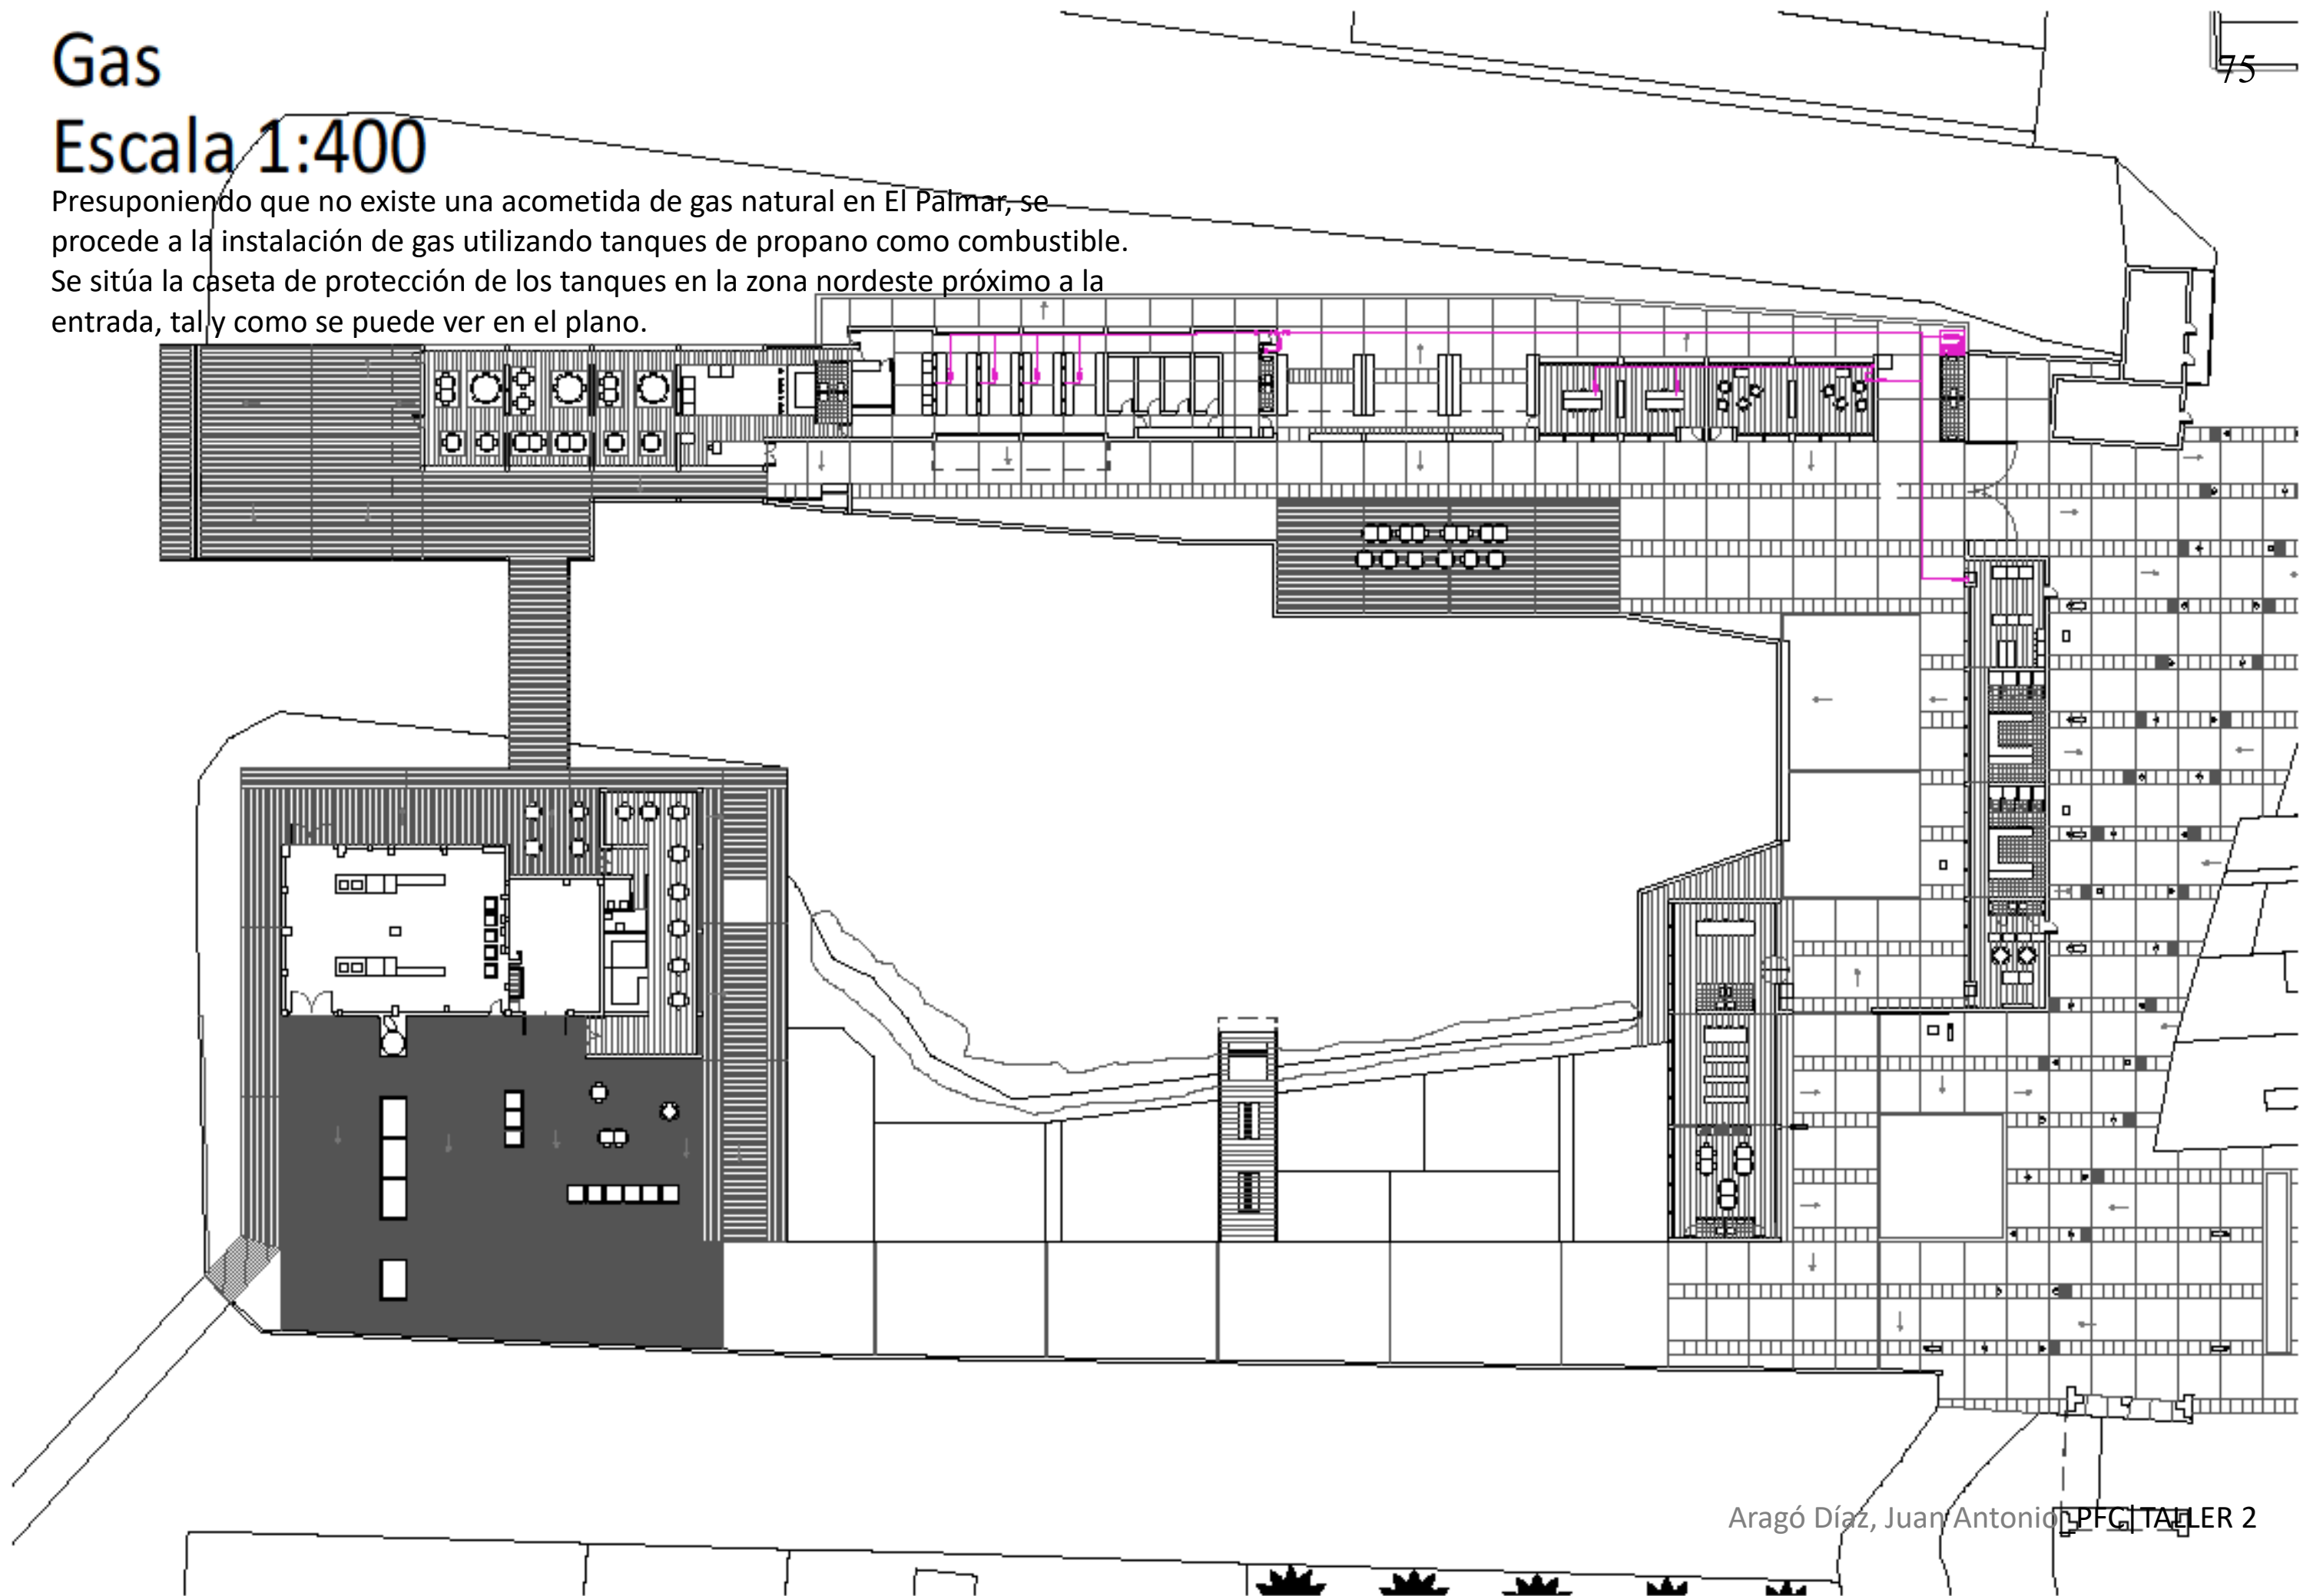 Gas
75
Escala 1:400
Presuponiendo que no existe una acometida de gas natural en El Palmar, se
procede a la instalación de gas utilizando tanques de propano como combustible.
Se sitúa la caseta de protección de los tanques en la zona nordeste próximo a la
entrada, tal y como se puede ver en el plano.
Aragó Díaz, Juan Antonio PFC|TALLER 2